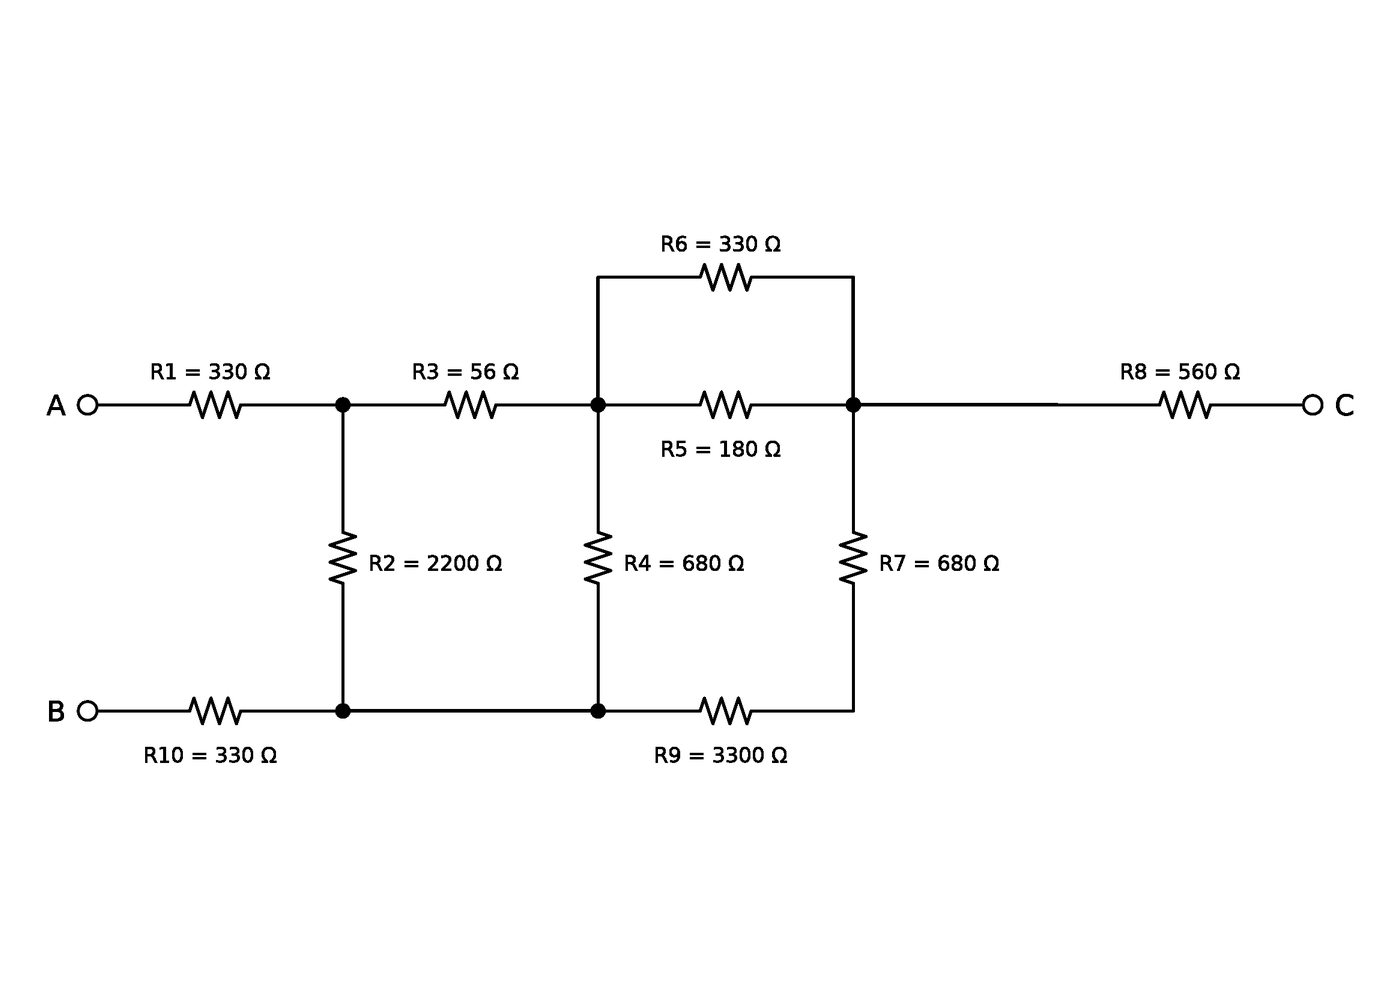 R6 = 330 Ω
R1 = 330 Ω
R3 = 56 Ω
R8 = 560 Ω
A
C
R5 = 180 Ω
R2 = 2200 Ω
R4 = 680 Ω
R7 = 680 Ω
B
R10 = 330 Ω
R9 = 3300 Ω